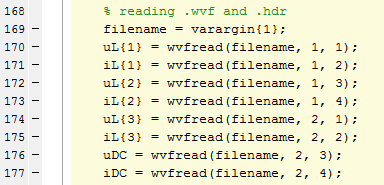 168 % reading .wvf and .hdr
169 – filename = varargin{1};
170 – uL{1} = wvfread(filename, 1, 1);
171 – iL{1} = wvfread(filename, 1, 2);
172 – uL{2} = wvfread(filename, 1, 3);
173 – iL{2} = wvfread(filename, 1, 4);
174 – uL{3} = wvfread(filename, 2, 1);
175 – iL{3} = wvfread(filename, 2, 2);
176 – uDC = wvfread(filename, 2, 3);
177 – iDC = wvfread(filename, 2, 4);